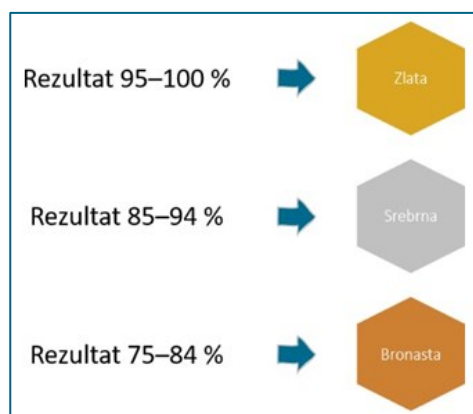 Rezultat 95–100 % Zlata
Rezultat 85–94 % Srebrna
Rezultat 75–84 % Bronasta